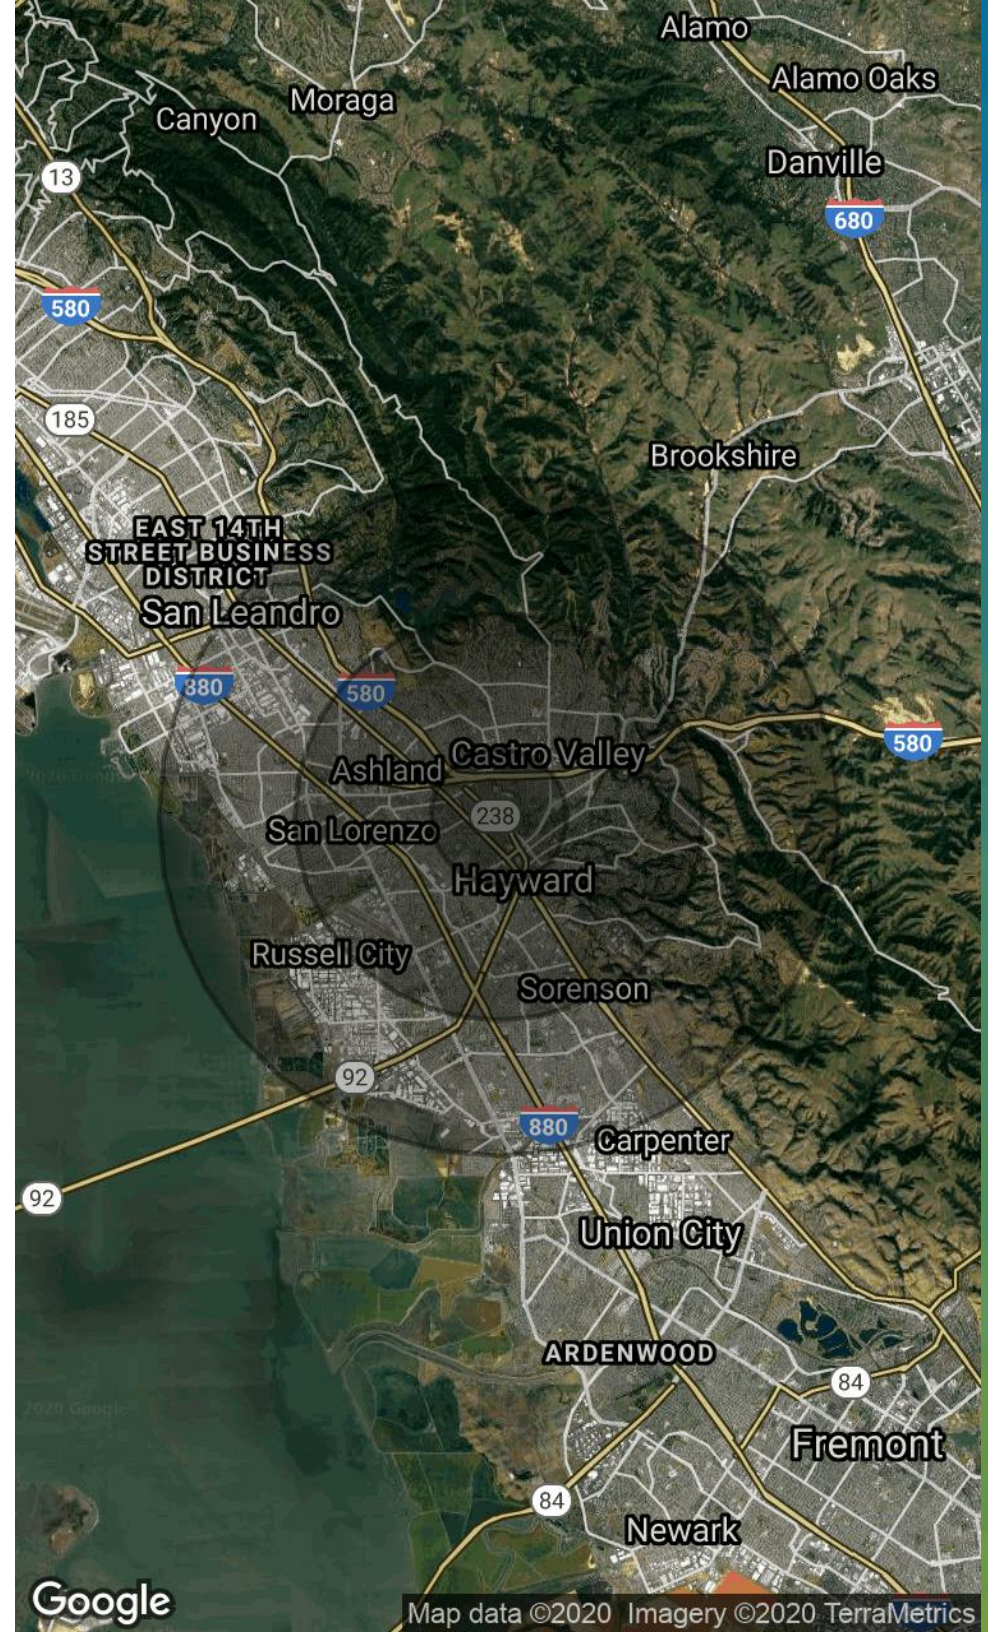 Alamo
Alamo Oaks
Moraga
Canyon
Danville
13
680
580
185
Brookshire
EAST 14TH
STREET BUSINESS
DISTRICT
San Leandro
880
580
580
Castro Valley
Ashland
238
San Lorenzo
Hayward
Russell City
Sorenson
92
880
Carpenter
92
Union City
ARDENWOOD
84
2020 Google
Fremont
84
Newark
Google
Map data ©2020 Imagery ©2020 TerraMetrics